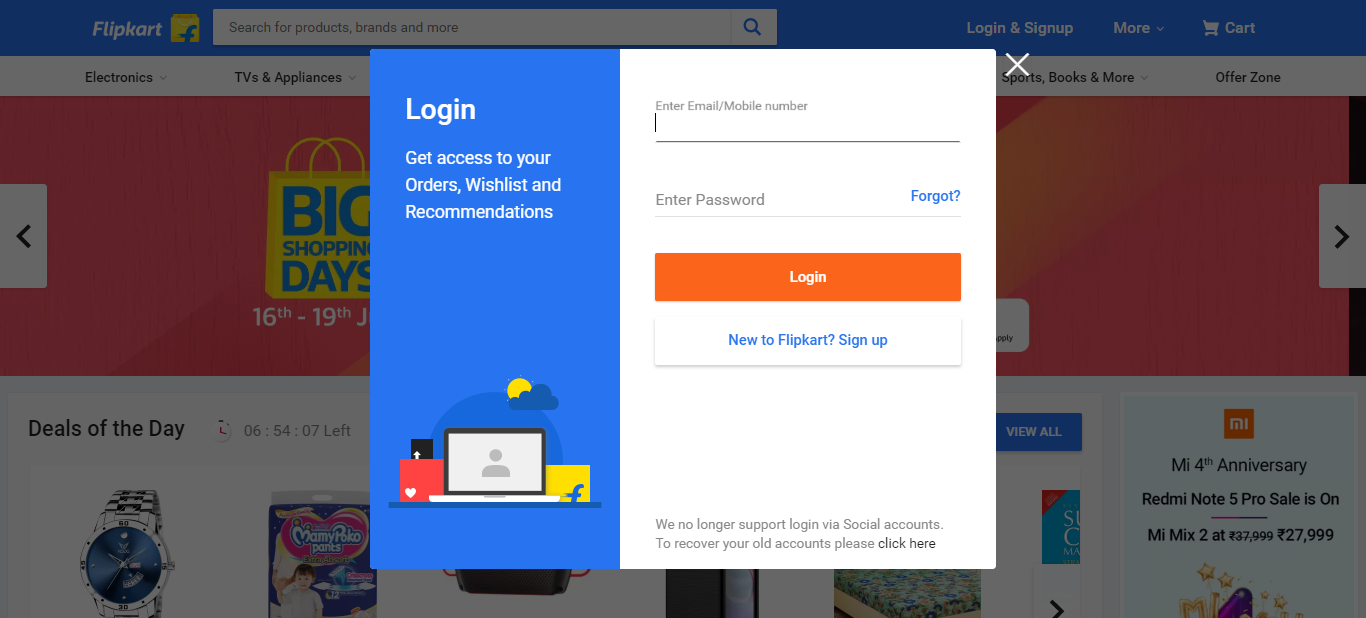 Flipkart
Search for products, brands and more
Login & Signup
More
Cart
Electronics
TVs & Appliances
Sports, Books & More
Offer Zone
BIG
SHOPPING
DAYS
16th - 19th
Login
Get access to your
Orders, Wishlist and
Recommendations
Enter Email/Mobile number
Enter Password
Forgot?
Login
New to Flipkart? Sign up
We no longer support login via Social accounts.
To recover your old accounts please click here
Deals of the Day
06 : 54 : 07 Left
VIEW ALL
MamyPoko
pants
Extra Absorb
mi
Mi 4th Anniversary
Redmi Note 5 Pro Sale is On
Mi Mix 2 at ₹37,999 ₹27,999